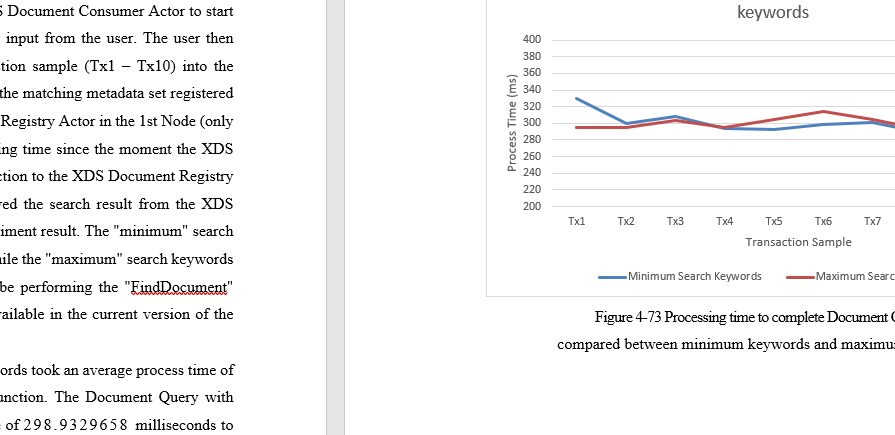 Document Consumer Actor to start
input from the user. The user then
tion sample (Tx1 – Tx10) into the
the matching metadata set registered
Registry Actor in the 1st Node (only
ing time since the moment the XDS
ction to the XDS Document Registry
ved the search result from the XDS
iment result. The "minimum" search
ile the "maximum" search keywords
be performing the "FindDocument"
ailable in the current version of the
ords took an average process time of
unction. The Document Query with
of 298.9329658 milliseconds to
keywords
Process Time (ms)
400
380
360
340
320
300
280
260
240
220
200
Tx1 Tx2 Tx3 Tx4 Tx5 Tx6 Tx7
Transaction Sample
Minimum Search Keywords Maximum Searc
Figure 4-73 Processing time to complete Document
compared between minimum keywords and maximu